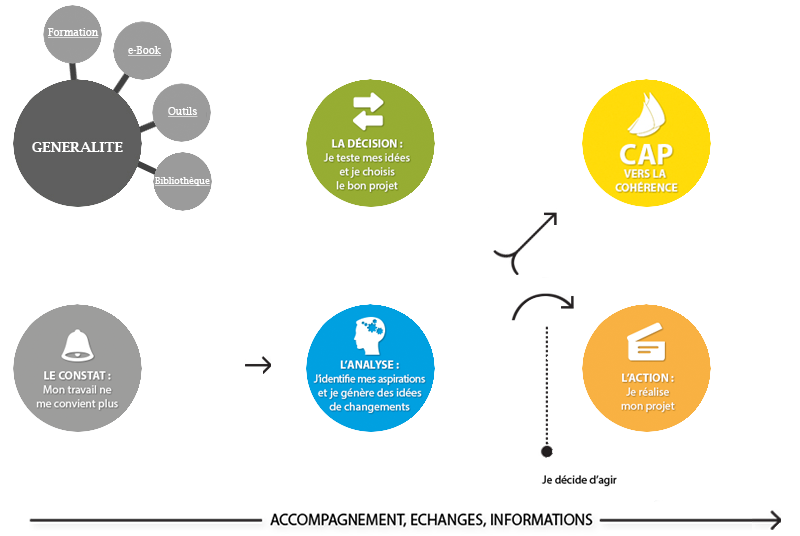 Formation
e-Book
Outils
Bibliothèque
GENERALITE
LA DÉCISION :
Je teste mes idées
et je choisis
le bon projet
CAP
VERS LA
COHÉRENCE
LE CONSTAT :
Mon travail ne
me convient plus
L'ANALYSE :
J'identifie mes aspirations
et je génère des idées
de changements
L'ACTION :
Je réalise
mon projet
Je décide d'agir
ACCOMPAGNEMENT, ECHANGES, INFORMATIONS